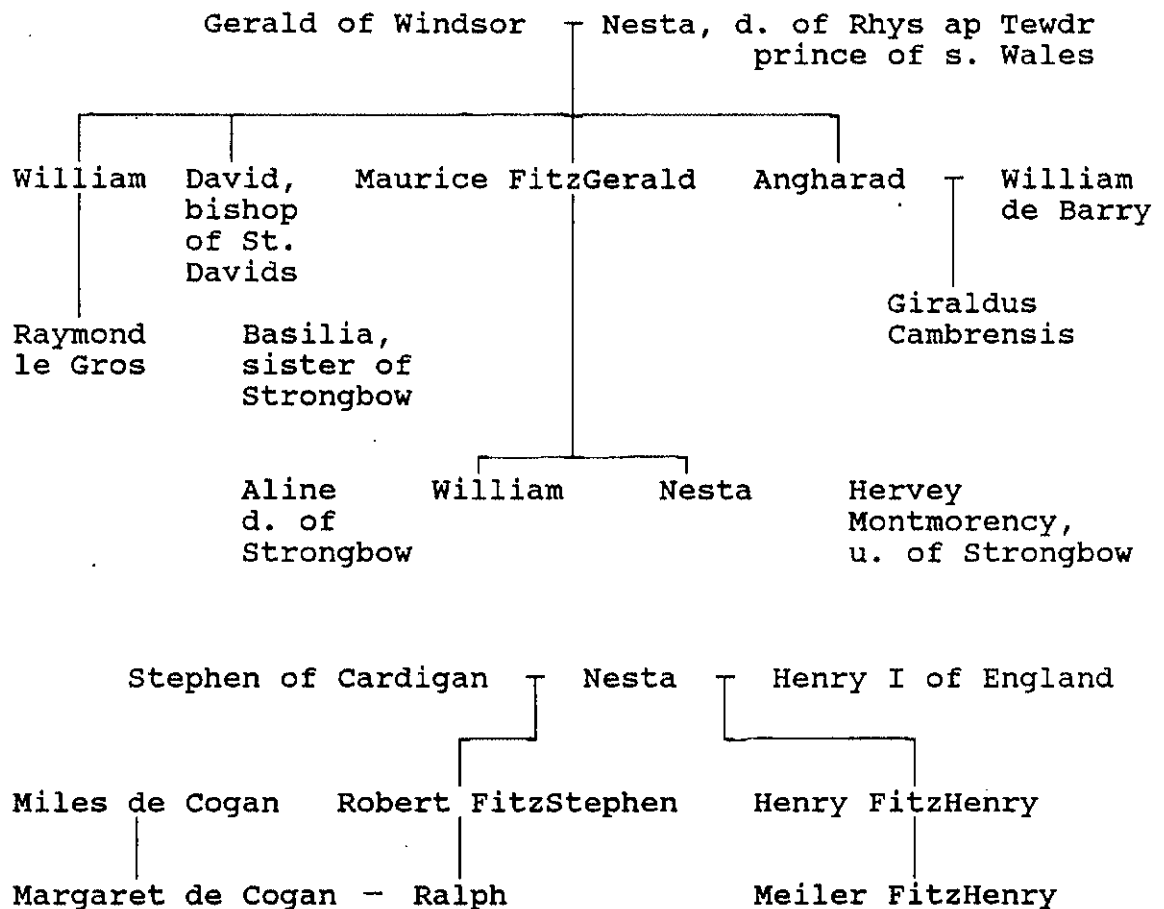 Gerald of Windsor Nesta, d. of Rhys ap Tewdr
prince of s. Wales
William David, Maurice FitzGerald Angharad William
bishop de Barry
of St.
Davids
Giraldus
Raymond Basilia, Cambrensis
le Gros sister of
Strongbow
Aline William Nesta Hervey
d. of Montmorency,
Strongbow u. of Strongbow
Stephen of Cardigan Nesta Henry I of England
Miles de Cogan Robert FitzStephen Henry FitzHenry
Margaret de Cogan — Ralph Meiler FitzHenry